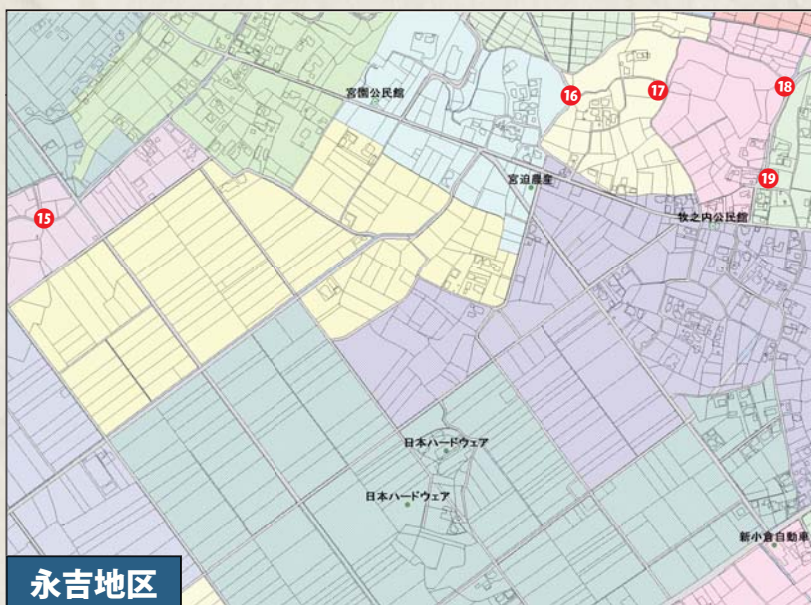 宮園公民館
16
17
18
宮迫農産
19
15
牧之内公民館
日本ハードウェア
日本ハードウェア
新小倉自動車
永吉地区